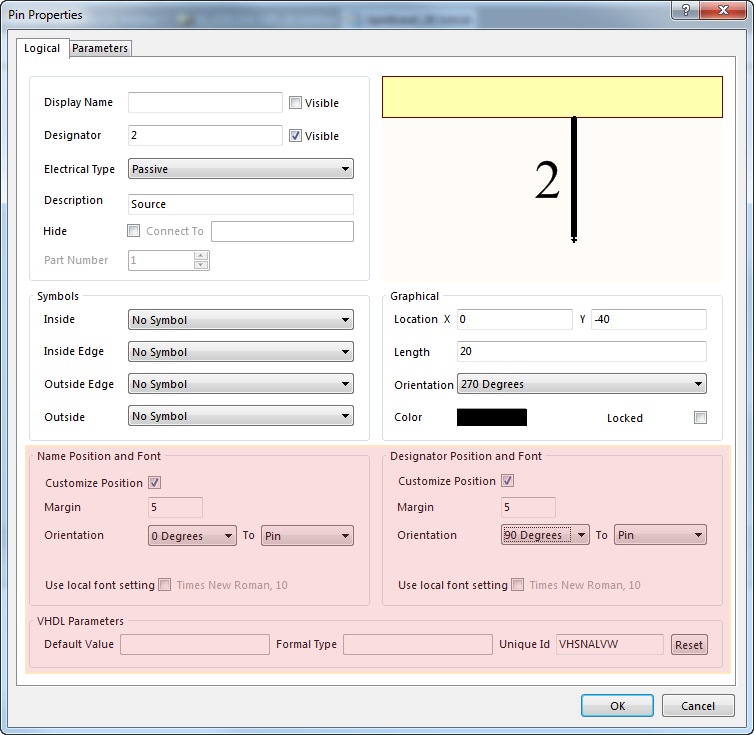 Pin Properties
?
Logical Parameters
Display Name Visible
Designator 2 Visible
Electrical Type Passive
Description Source
Hide Connect To
Part Number 1
2
Symbols
Inside No Symbol
Inside Edge No Symbol
Outside Edge No Symbol
Outside No Symbol
Graphical
Location X 0 Y -40
Length 20
Orientation 270 Degrees
Color Locked
Name Position and Font
Customize Position
Margin 5
Orientation 0 Degrees To Pin
Use local font setting Times New Roman, 10
Designator Position and Font
Customize Position
Margin 5
Orientation 90 Degrees To Pin
Use local font setting Times New Roman, 10
VHDL Parameters
Default Value Formal Type Unique Id VHSNALVW Reset
OK Cancel